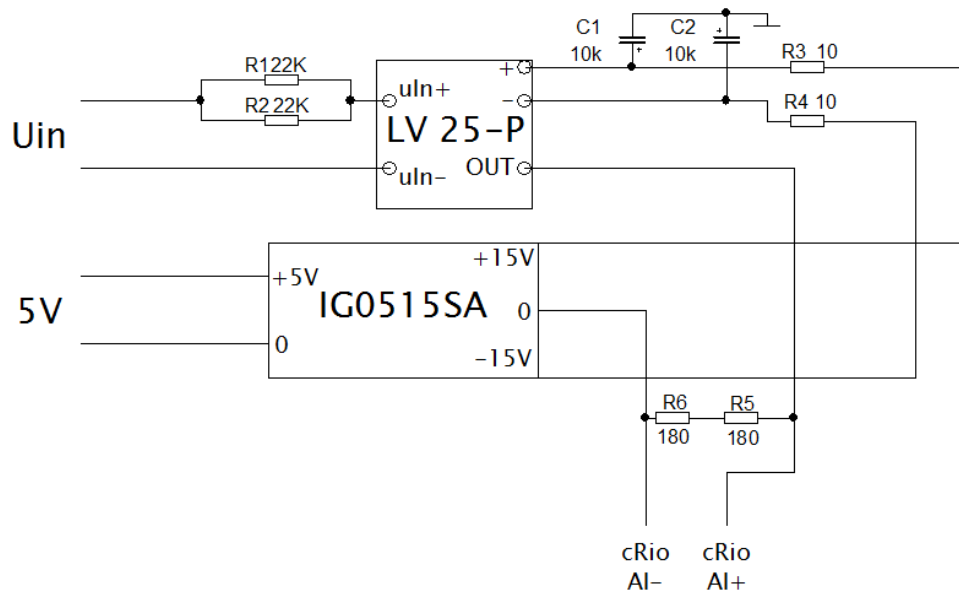 C1
10k
C2
10k
R3 10
R4 10
R122K
R2 22K
Uin
uIn+
+
-
LV 25-P
uIn-
OUT
+
+
5V
+5V
0
IG0515SA
+15V
0
-15V
R6
180
R5
180
cRio
AI-
cRio
AI+